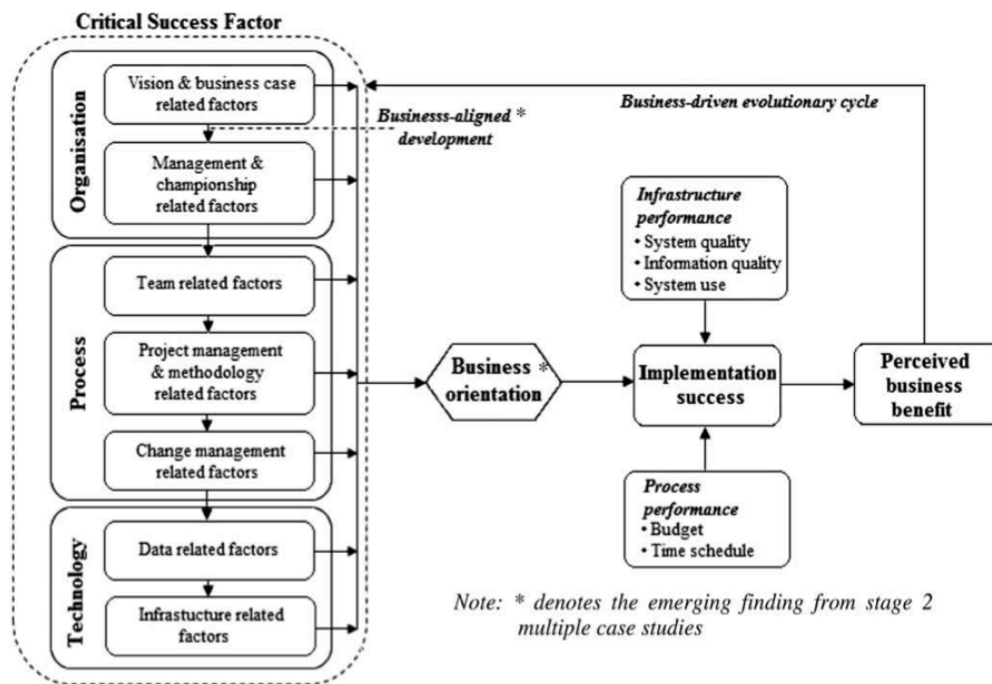 Critical Success Factor
Organisation
Vision & business case
related factors
Businesss-aligned *
development
Management &
championship
related factors
Process
Team related factors
Project management
& methodology
related factors
Change management
related factors
Technology
Data related factors
Infrastucture related
factors
Business *
orientation
Business-driven evolutionary cycle
Infrastructure
performance
• System quality
• Information quality
• System use
Implementation
success
Process
performance
• Budget
• Time schedule
Perceived
business
benefit
Note: * denotes the emerging finding from stage 2
multiple case studies